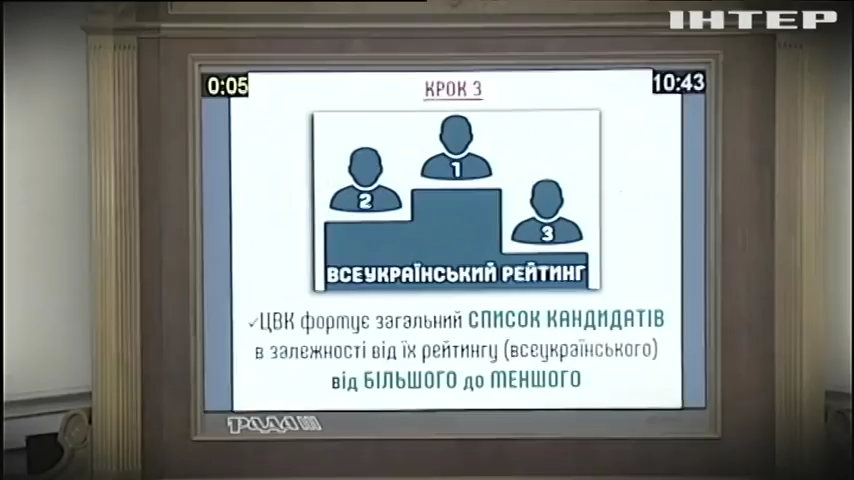 ІНТЕР
0:05
КРОК 3
10:43
1
2
3
ВСЕУКРАЇНСЬКИЙ РЕЙТИНГ
✓ЦВК формує загальний СПИСОК КАНДИДАТІВ
в залежності від їх рейтингу (всеукраїнського)
від БІЛЬШОГО до МЕНШОГО
РАДА